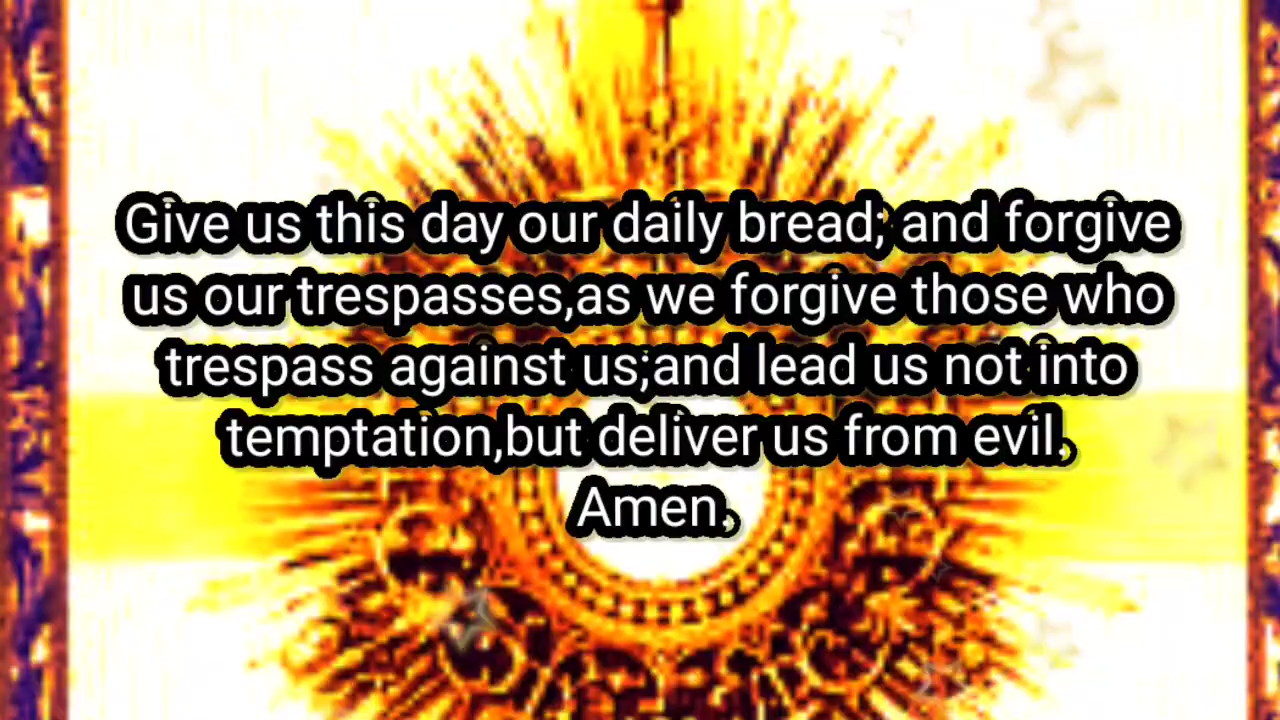 Give us this day our daily bread; and forgive
us our trespasses,as we forgive those who
trespass against us;and lead us not into
temptation,but deliver us from evil.
Amen.